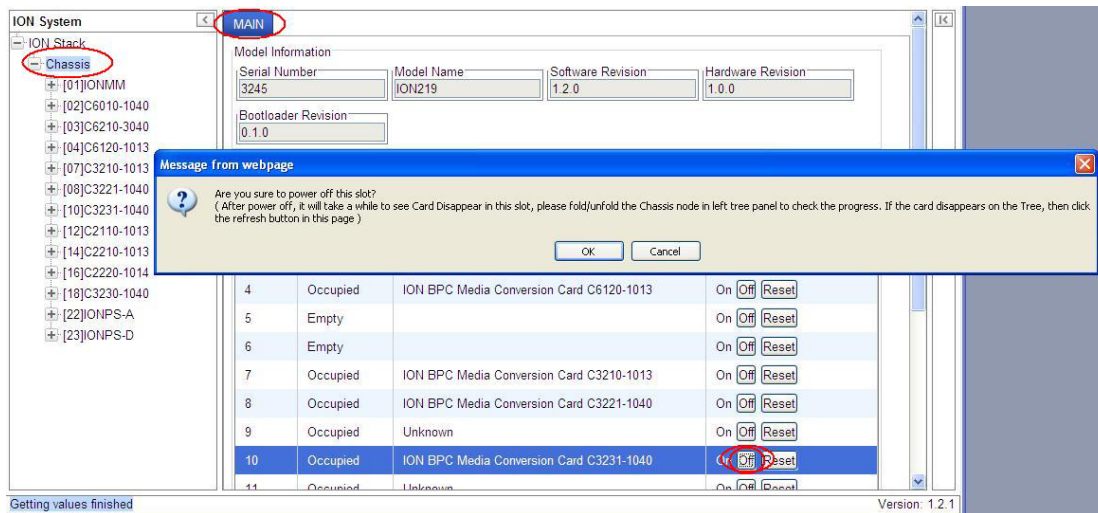 ION System
ION Stack
Chassis
[01]IONMM
[02]C6010-1040
[03]C6210-3040
[04]C6120-1013
[07]C3210-1013
[08]C3221-1040
[10]C3231-1040
[12]C2110-1013
[14]C2210-1013
[16]C2220-1014
[18]C3230-1040
[22]IONPS-A
[23]IONPS-D
MAIN
Model Information
Serial Number Model Name Software Revision Hardware Revision
3245 ION219 1.2.0 1.0.0
Bootloader Revision
0.1.0
Message from webpage
Are you sure to power off this slot?
( After power off, it will take a while to see Card Disappear in this slot, please fold/unfold the Chassis node in left tree panel to check the progress. If the card disappears on the Tree, then click
the refresh button in this page )
OK Cancel
4 Occupied ION BPC Media Conversion Card C6120-1013 On Off Reset
5 Empty On Off Reset
6 Empty On Off Reset
7 Occupied ION BPC Media Conversion Card C3210-1013 On Off Reset
8 Occupied ION BPC Media Conversion Card C3221-1040 On Off Reset
9 Occupied Unknown On Off Reset
10 Occupied ION BPC Media Conversion Card C3231-1040 On Off Reset
11 Occupied Unknown On Off Reset
Getting values finished Version: 1.2.1